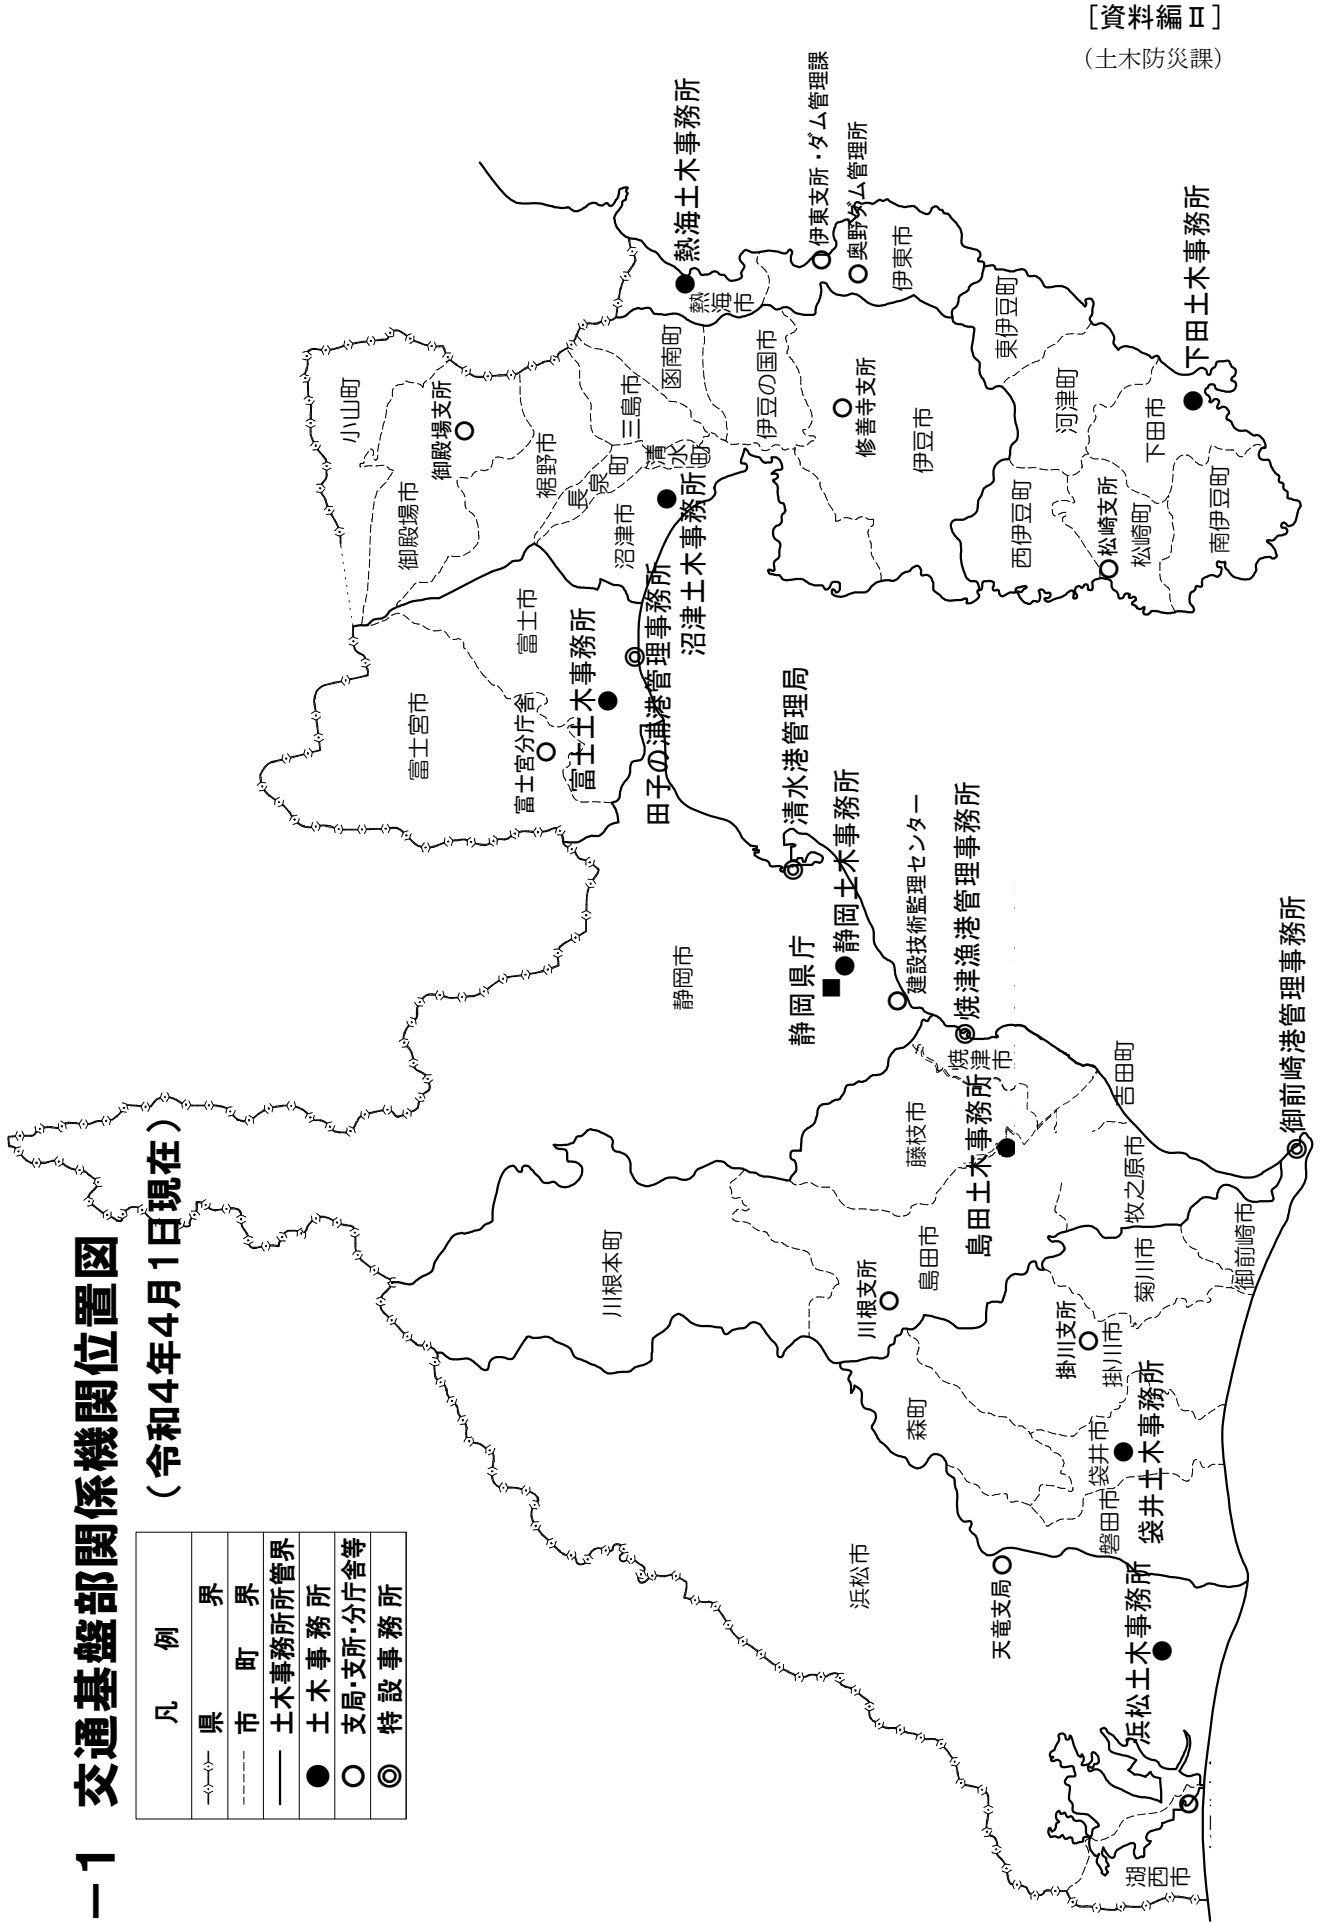 [資料編Ⅱ]
（土木防災課）
－1 交通基盤部関係機関位置図
（令和4年4月1日現在）
凡例
県界
市町界
土木事務所所管界
土木事務所
支局・支所・分庁舎等
特設事務所
小山町
御殿場市
御殿場支所
裾野市
長泉町
三島市
清水町
函南町
熱海市
熱海土木事務所
沼津市
沼津土木事務所
伊豆の国市
伊東支所・ダム管理課
奥野ダム管理所
伊東市
修善寺支所
伊豆市
東伊豆町
河津町
下田市
下田土木事務所
西伊豆町
松崎支所
松崎町
南伊豆町
富士市
富士宮市
富士宮分庁舎
富士土木事務所
田子の浦港管理事務所
清水港管理局
静岡市
静岡県庁
静岡土木事務所
建設技術監理センター
焼津漁港管理事務所
焼津市
藤枝市
島田土木事務所
島田市
川根本町
川根支所
吉田町
牧之原市
御前崎港管理事務所
御前崎市
菊川市
掛川支所
掛川市
森町
袋井市
袋井土木事務所
磐田市
天竜支局
浜松市
浜松土木事務所
湖西市